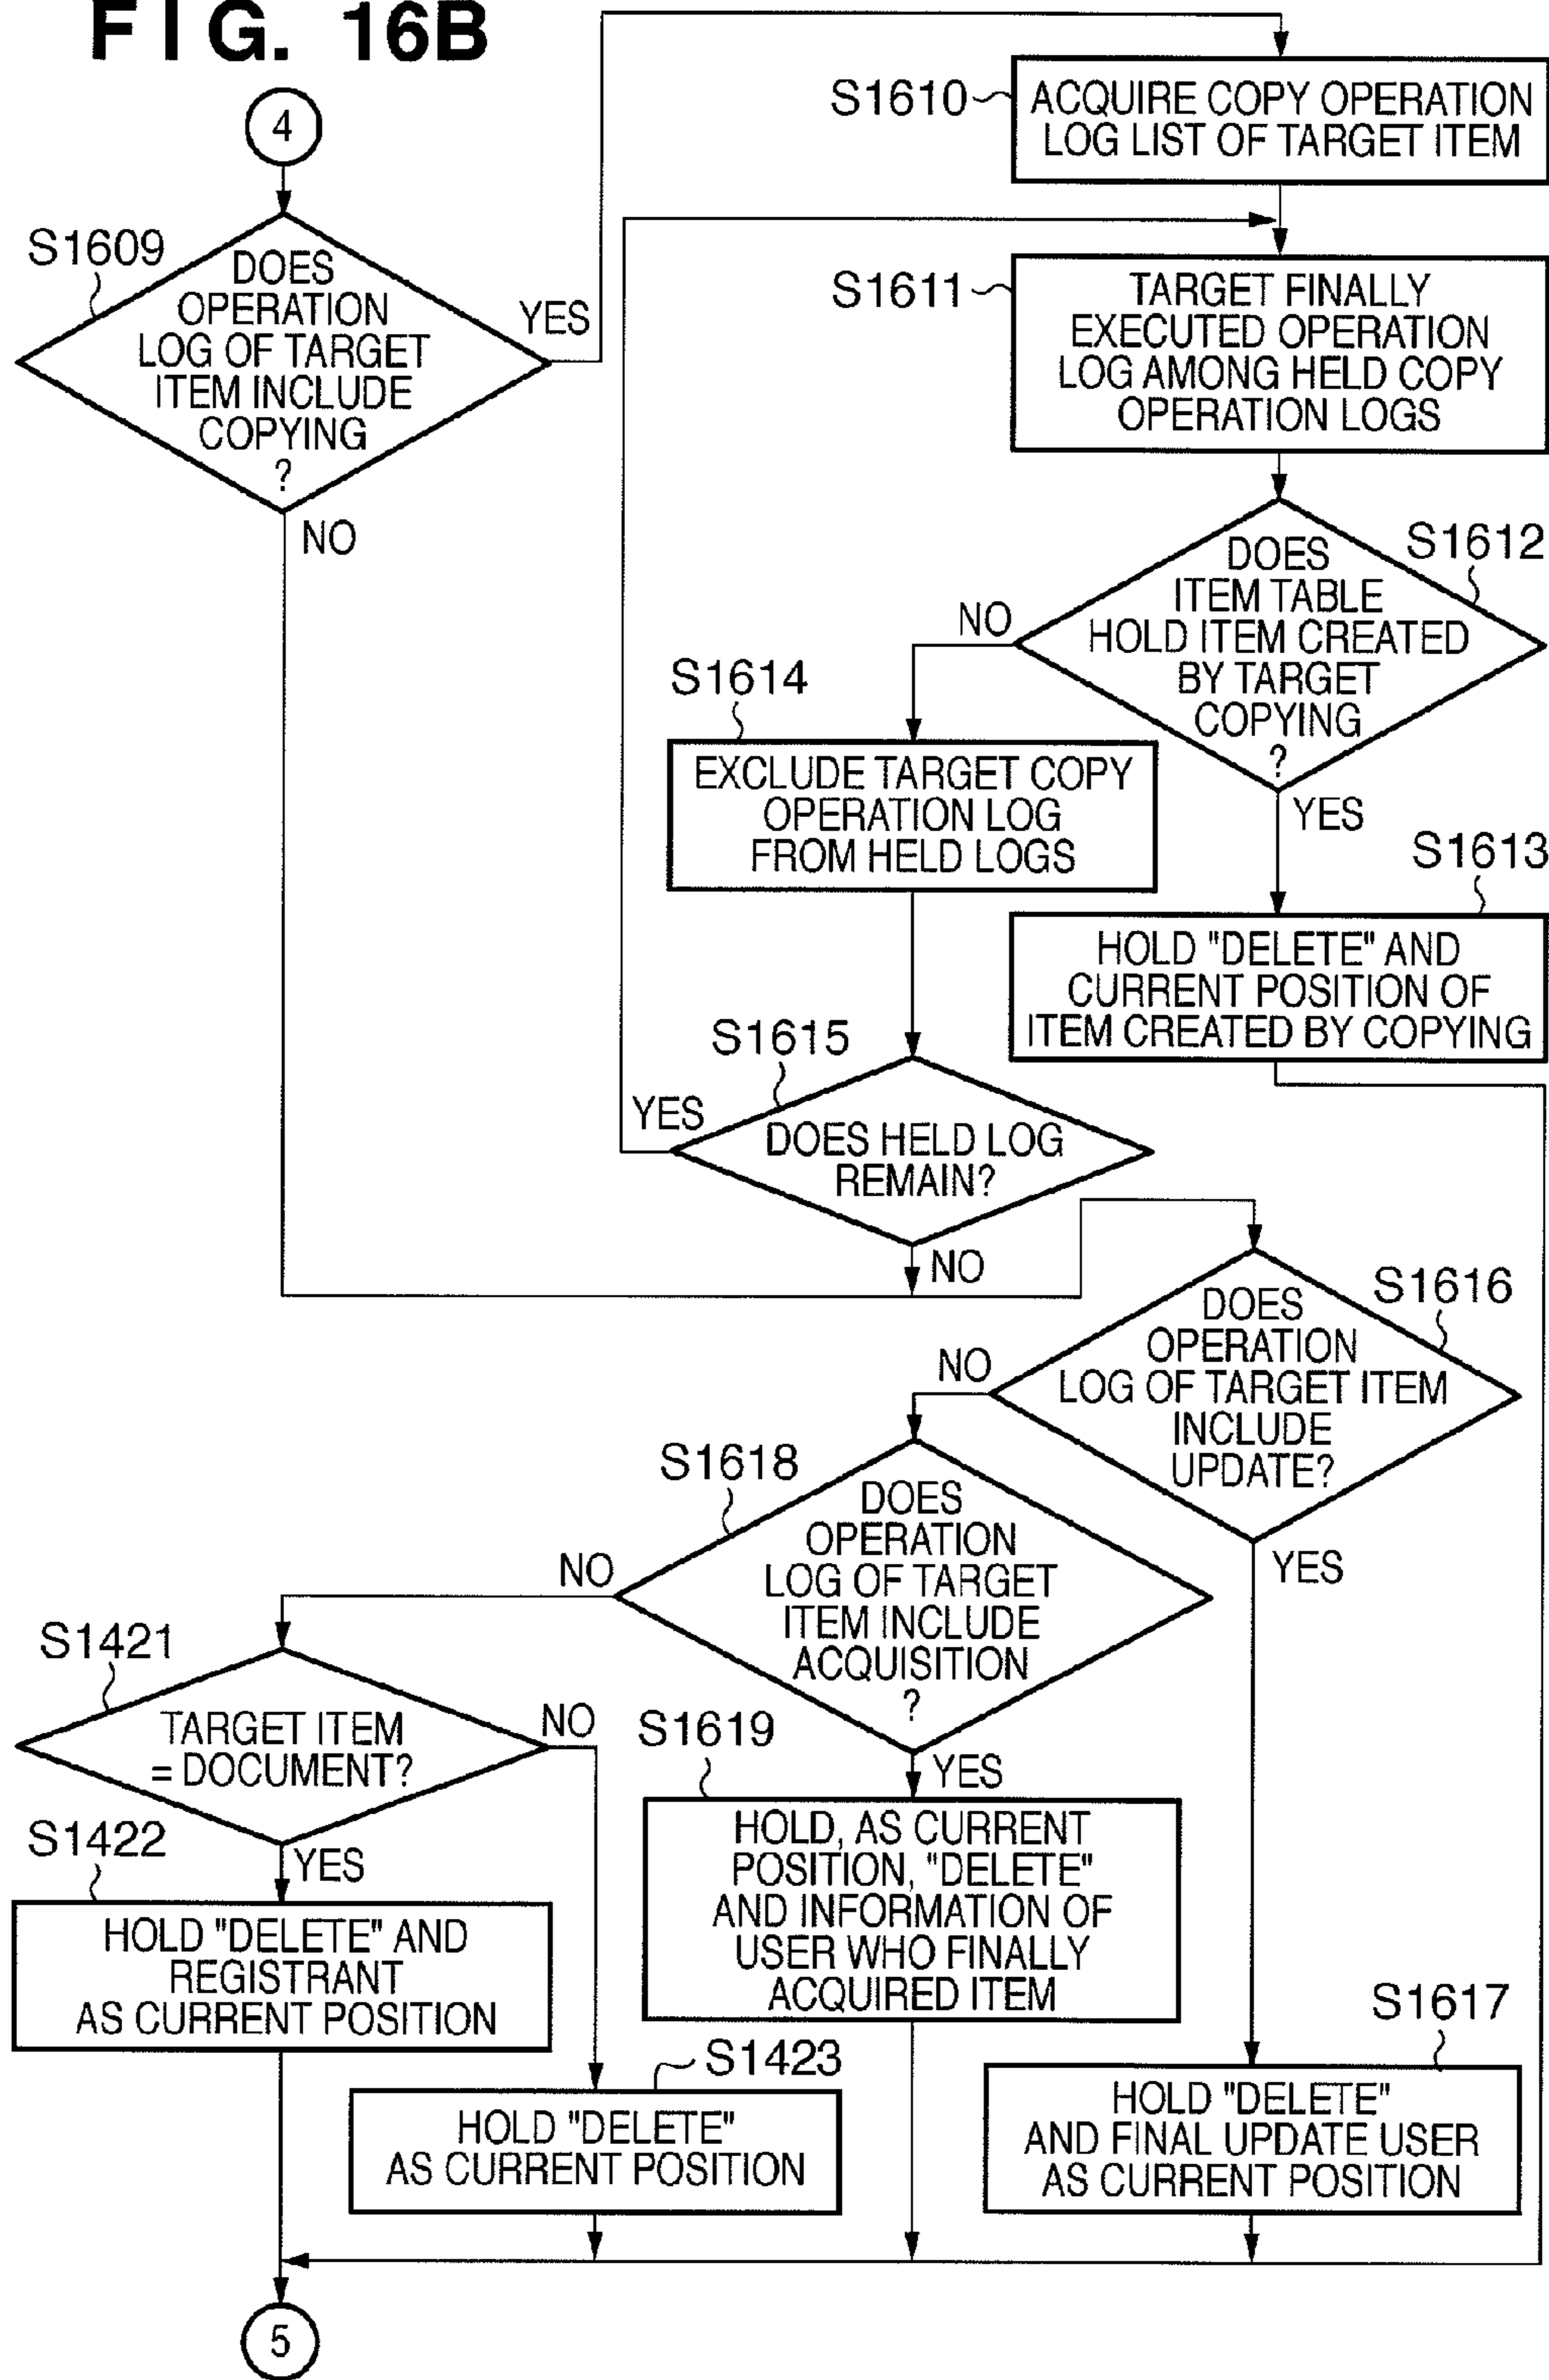 FIG. 16B
4
S1610
ACQUIRE COPY OPERATION
LOG LIST OF TARGET ITEM
S1609
DOES
OPERATION
LOG OF TARGET
ITEM INCLUDE
COPYING
?
YES
NO
S1611
TARGET FINALLY
EXECUTED OPERATION
LOG AMONG HELD COPY
OPERATION LOGS
S1612
DOES
ITEM TABLE
HOLD ITEM CREATED
BY TARGET
COPYING
?
NO
YES
S1614
EXCLUDE TARGET COPY
OPERATION LOG
FROM HELD LOGS
S1613
HOLD "DELETE" AND
CURRENT POSITION OF
ITEM CREATED BY COPYING
S1615
YES
DOES HELD LOG
REMAIN?
NO
S1616
DOES
OPERATION
LOG OF TARGET ITEM
INCLUDE
UPDATE?
NO
YES
S1618
DOES
OPERATION
LOG OF TARGET
ITEM INCLUDE
ACQUISITION
?
NO
YES
S1421
TARGET ITEM
= DOCUMENT?
NO
YES
S1422
HOLD "DELETE" AND
REGISTRANT
AS CURRENT POSITION
S1619
HOLD, AS CURRENT
POSITION, "DELETE"
AND INFORMATION OF
USER WHO FINALLY
ACQUIRED ITEM
S1423
HOLD "DELETE"
AS CURRENT POSITION
S1617
HOLD "DELETE"
AND FINAL UPDATE USER
AS CURRENT POSITION
5